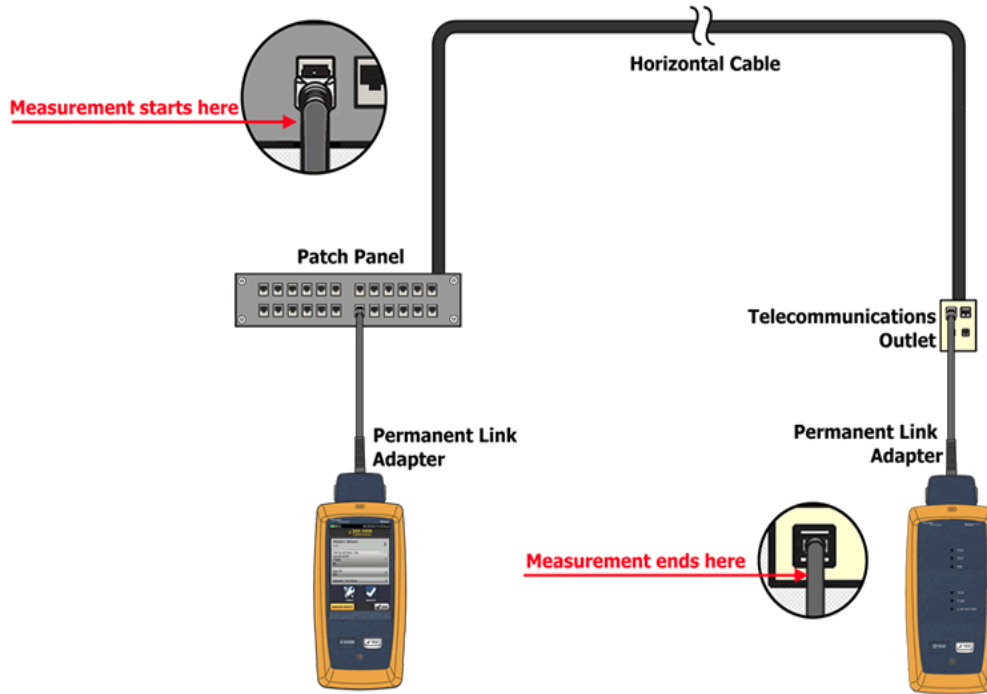 Horizontal Cable
Measurement starts here
Patch Panel
Telecommunications
Outlet
Permanent Link
Adapter
Permanent Link
Adapter
Measurement ends here